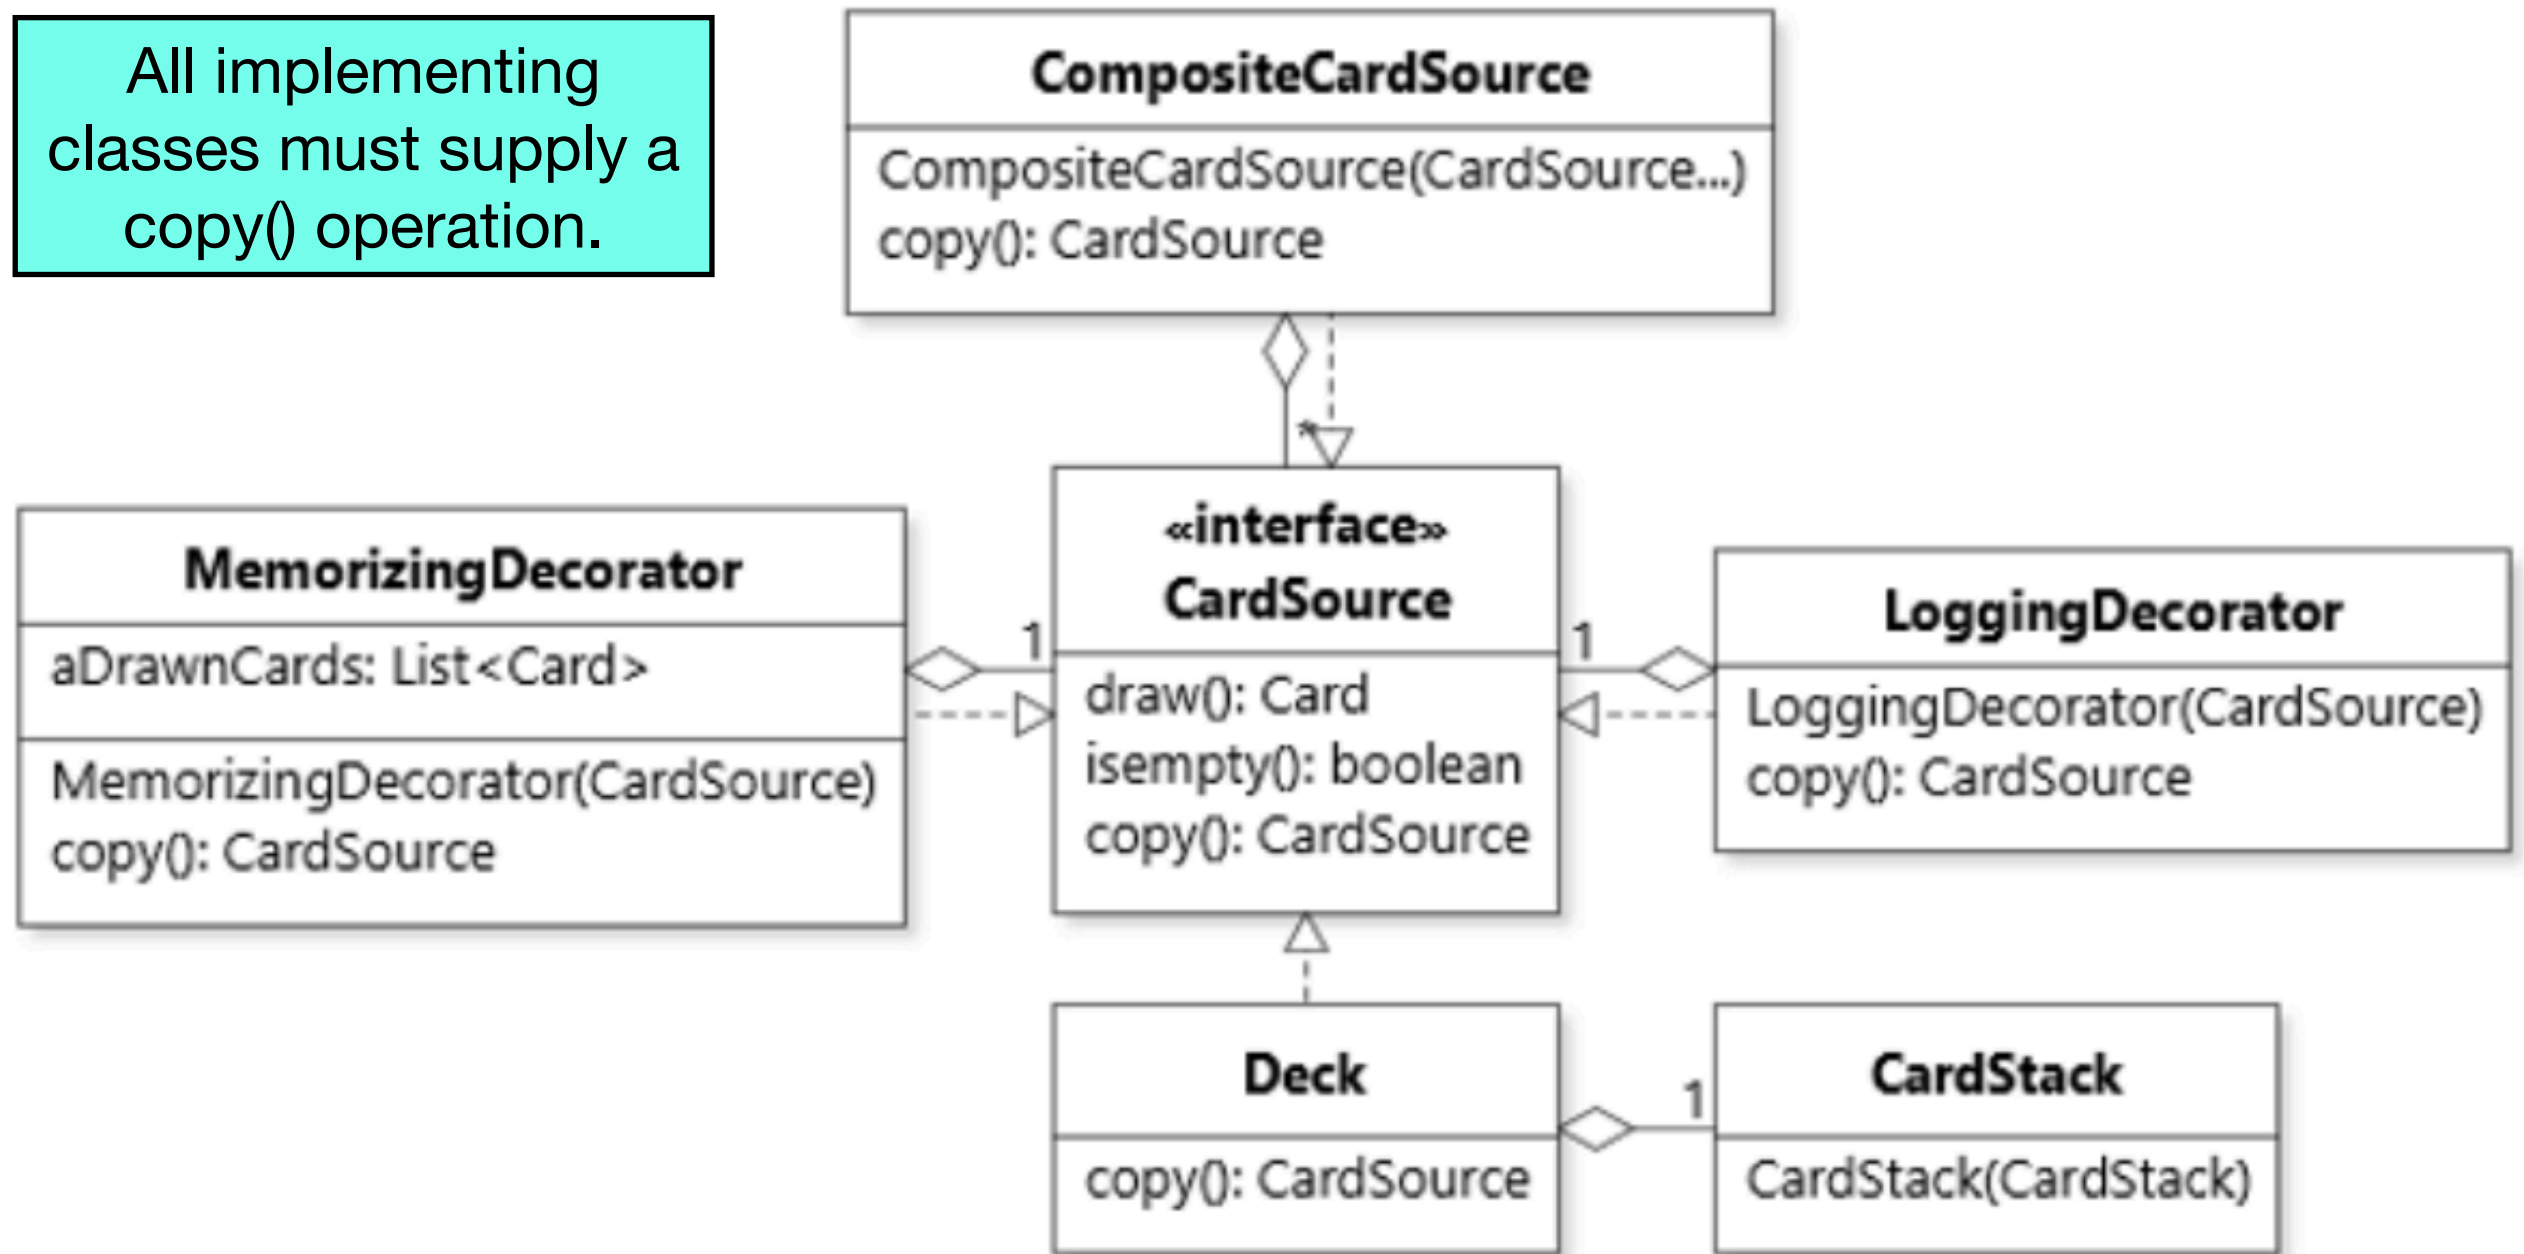 All implementing
classes must supply a
copy() operation.
CompositeCardSource
CompositeCardSource(CardSource...)
copy(): CardSource
*
MemorizingDecorator
aDrawnCards: List<Card>
MemorizingDecorator(CardSource)
copy(): CardSource
1
«interface»
CardSource
draw(): Card
isempty(): boolean
copy(): CardSource
1
LoggingDecorator
LoggingDecorator(CardSource)
copy(): CardSource
Deck
copy(): CardSource
1
CardStack
CardStack(CardStack)